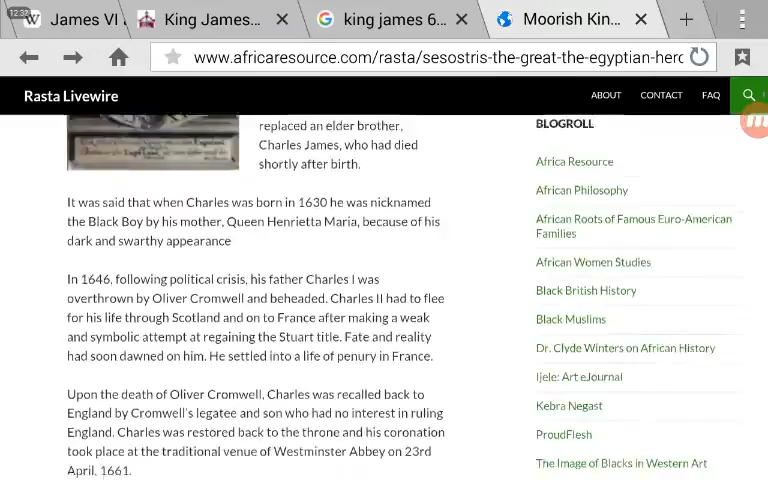 12:32
James VI
King James...
king james 6...
Moorish Kin...
www.africaresource.com/rasta/sesostris-the-great-the-egyptian-herc
Rasta Livewire
ABOUT CONTACT FAQ
replaced an elder brother,
Charles James, who had died
shortly after birth.
It was said that when Charles was born in 1630 he was nicknamed
the Black Boy by his mother, Queen Henrietta Maria, because of his
dark and swarthy appearance
In 1646, following political crisis, his father Charles I was
overthrown by Oliver Cromwell and beheaded. Charles II had to flee
for his life through Scotland and on to France after making a weak
and symbolic attempt at regaining the Stuart title. Fate and reality
had soon dawned on him. He settled into a life of penury in France.
Upon the death of Oliver Cromwell, Charles was recalled back to
England by Cromwell's legatee and son who had no interest in ruling
England. Charles was restored back to the throne and his coronation
took place at the traditional venue of Westminster Abbey on 23rd
April, 1661.
BLOGROLL
Africa Resource
African Philosophy
African Roots of Famous Euro-American
Families
African Women Studies
Black British History
Black Muslims
Dr. Clyde Winters on African History
Ijele: Art eJournal
Kebra Negast
ProudFlesh
The Image of Blacks in Western Art